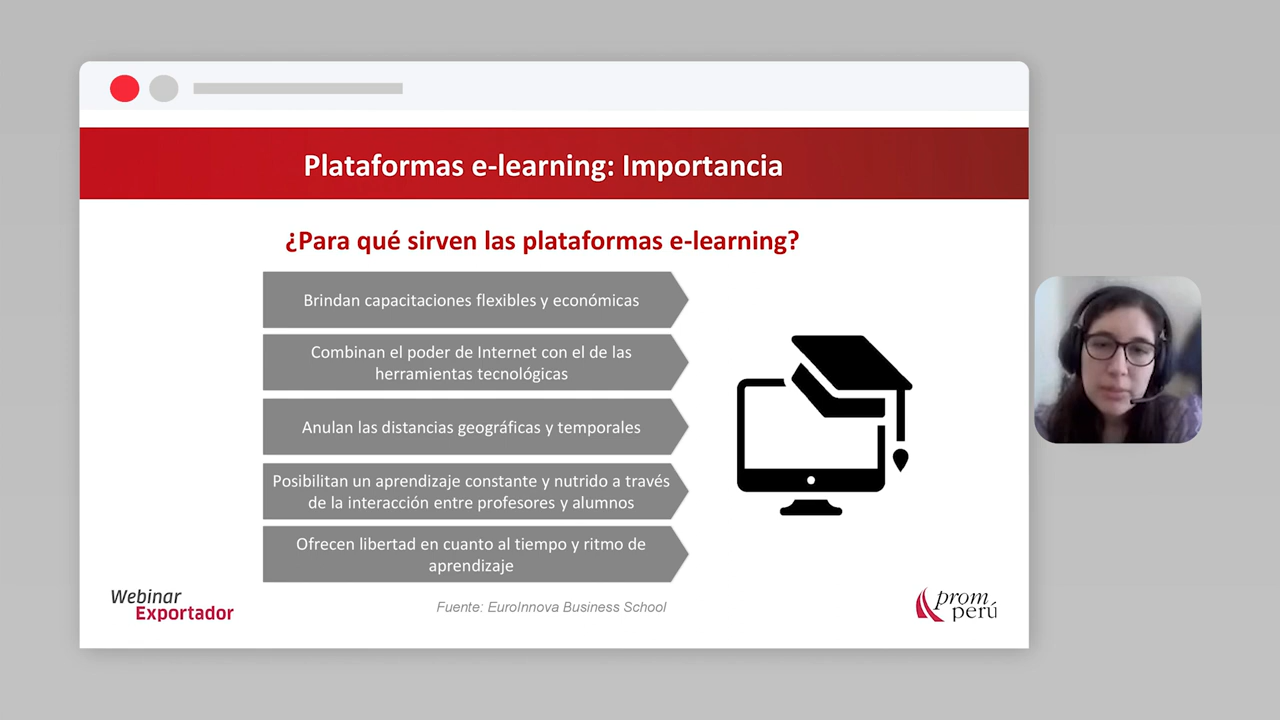 Plataformas e-learning: Importancia
¿Para qué sirven las plataformas e-learning?
Brindan capacitaciones flexibles y económicas
Combinan el poder de Internet con el de las
herramientas tecnológicas
Anulan las distancias geográficas y temporales
Posibilitan un aprendizaje constante y nutrido a través
de la interacción entre profesores y alumnos
Ofrecen libertad en cuanto al tiempo y ritmo de
aprendizaje
Webinar
Exportador
Fuente: EuroInnova Business School
prom
perú